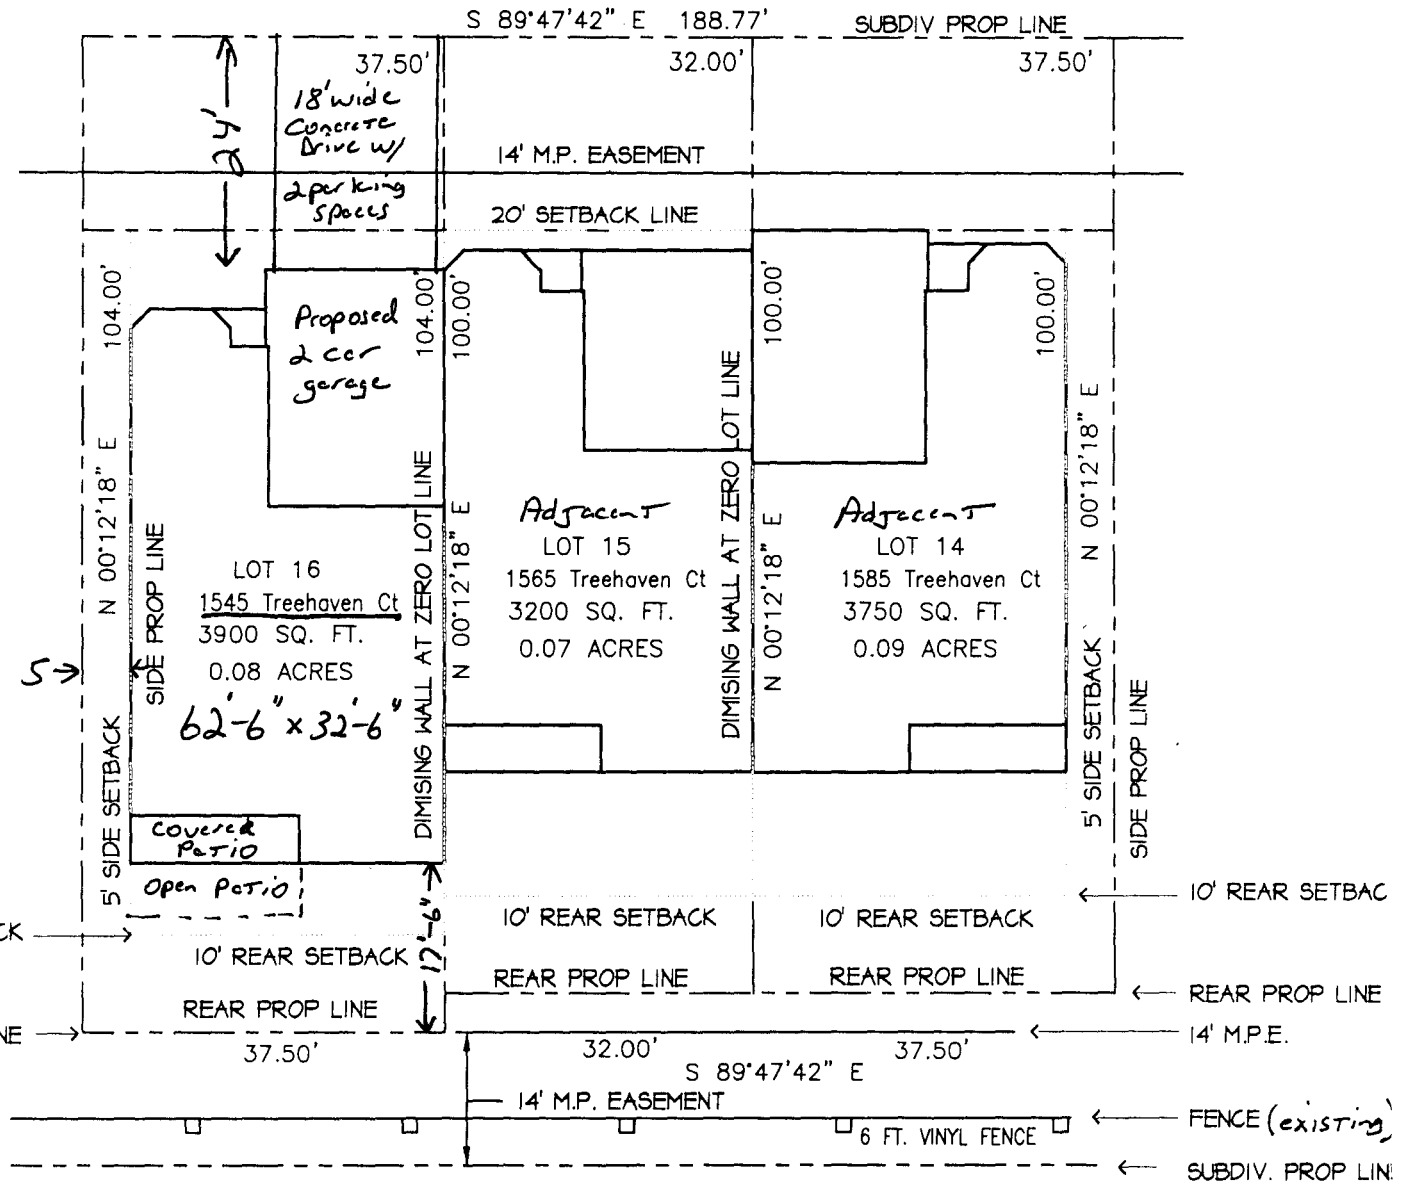 S 89°47'42" E 188.77'
SUBDIV PROP LINE
37.50'
32.00'
37.50'
24'
18' wide
Concrete
Drive w/
2 parking
spaces
14' M.P. EASEMENT
20' SETBACK LINE
104.00'
104.00'
100.00'
100.00'
100.00'
Proposed
2 car
garage
N 00°12'18" E
SIDE PROP LINE
5' SIDE SETBACK
DIMISING WALL AT ZERO LOT LINE
N 00°12'18" E
DIMISING WALL AT ZERO LOT LINE
N 00°12'18" E
N 00°12'18" E
5' SIDE SETBACK
SIDE PROP LINE
LOT 16
1545 Treehaven Ct
3900 SQ. FT.
0.08 ACRES
62'-6" x 32'-6"
5
Adjacent
LOT 15
1565 Treehaven Ct
3200 SQ. FT.
0.07 ACRES
Adjacent
LOT 14
1585 Treehaven Ct
3750 SQ. FT.
0.09 ACRES
Covered
Patio
Open Patio
17'-6"
CK
10' REAR SETBACK
10' REAR SETBACK
10' REAR SETBACK
10' REAR SETBAC
REAR PROP LINE
REAR PROP LINE
REAR PROP LINE
REAR PROP LINE
NE
14' M.P.E.
37.50'
32.00'
37.50'
S 89°47'42" E
14' M.P. EASEMENT
6 FT. VINYL FENCE
FENCE (existing)
SUBDIV. PROP LIN